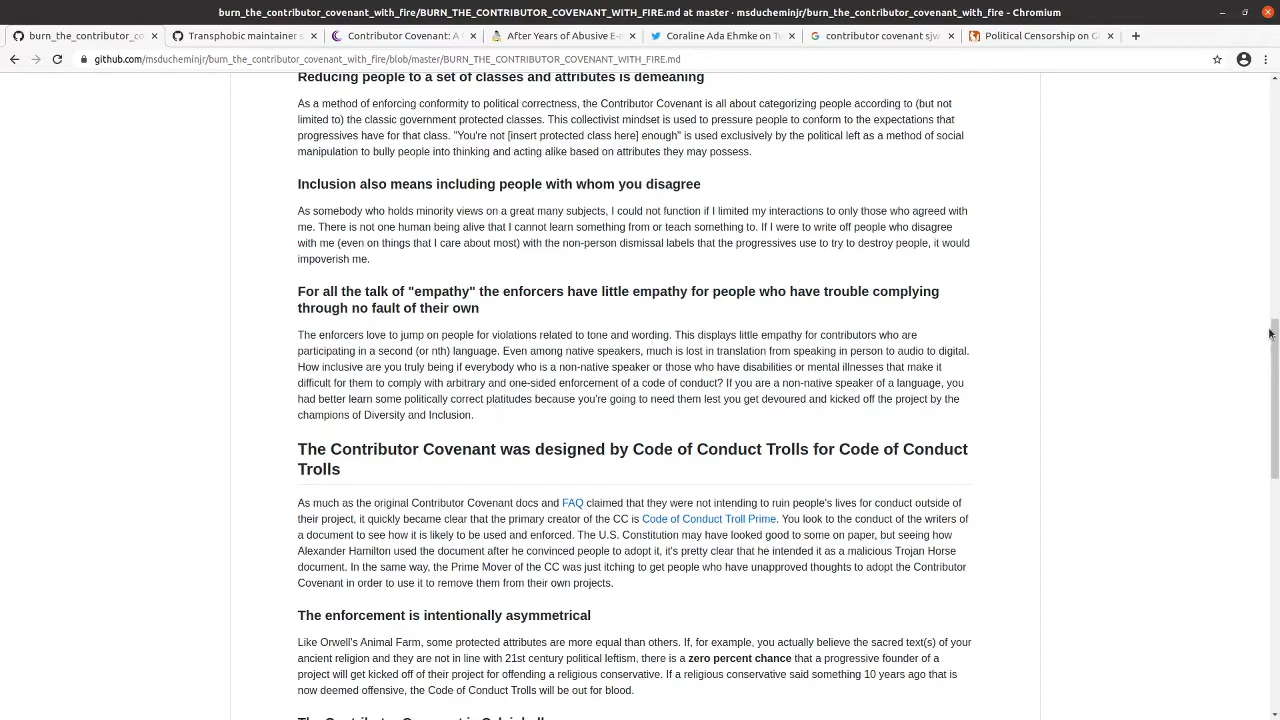 burn_the_contributor_covenant_with_fire/BURN_THE_CONTRIBUTOR_COVENANT_WITH_FIRE.md at master · msducheminjr/burn_the_contributor_covenant_with_fire - Chromium
burn_the_contributor_co
Transphobic maintainer s
Contributor Covenant: A C
After Years of Abusive E-m
Coraline Ada Ehmke on Tw
contributor covenant sjw
Political Censorship on G
github.com/msducheminjr/burn_the_contributor_covenant_with_fire/blob/master/BURN_THE_CONTRIBUTOR_COVENANT_WITH_FIRE.md
Reducing people to a set of classes and attributes is demeaning
As a method of enforcing conformity to political correctness, the Contributor Covenant is all about categorizing people according to (but not
limited to) the classic government protected classes. This collectivist method is used to pressure people to conform to the expectations that
progressives have for that class. "You're not [insert protected class here] enough" is used exclusively by the political left as a method of social
manipulation to bully people into thinking and acting alike based on attributes they may possess.
Inclusion also means including people with whom you disagree
As somebody who holds minority views on a great many subjects, I could not function if I limited my interactions to only those who agreed with
me. There is not one human being alive that I cannot learn something from or teach something to. If I were to write off people who disagree
with me (even on things that I care about most) with the non-person dismissal labels that the progressives use to try to destroy people, it would
impoverish me.
For all the talk of "empathy" the enforcers have little empathy for people who have trouble complying
through no fault of their own
The enforcers love to jump on people for violations related to tone and wording. This displays little empathy for contributors who are
participating in a second (or nth) language. Even among native speakers, much is lost in translation from speaking in person to audio to digital.
How inclusive are you truly being if everybody who is a non-native speaker or those who have disabilities or mental illnesses that make it
difficult for them to comply with arbitrary and one-sided enforcement of a code of conduct? If you are a non-native speaker of a language, you
had better learn some politically correct platitudes because you're going to need them lest you get devoured and kicked off the project by the
champions of Diversity and Inclusion.
The Contributor Covenant was designed by Code of Conduct Trolls for Code of Conduct
Trolls
As much as the original Contributor Covenant docs and FAQ claimed that they were not intending to ruin people's lives for conduct outside of
their project, it quickly became clear that the primary creator of the CC is Code of Conduct Troll Prime. You look to the conduct of the writers of
a document to see how it is likely to be used and enforced. The U.S. Constitution may have looked good to some on paper, but seeing how
Alexander Hamilton used the document after he convinced people to adopt it, it's pretty clear that he intended it as a malicious Trojan Horse
document. In the same way, the Prime Mover of the CC was just itching to get people who have unapproved thoughts to adopt the Contributor
Covenant in order to use it to remove them from their own projects.
The enforcement is intentionally asymmetrical
Like Orwell's Animal Farm, some protected attributes are more equal than others. If, for example, you actually believe the sacred text(s) of your
ancient religion and they are not in line with 21st century political leftism, there is a zero percent chance that a progressive founder of a
project will get kicked off of their project for offending a religious conservative. If a religious conservative said something 10 years ago that is
now deemed offensive, the Code of Conduct Trolls will be out for blood.